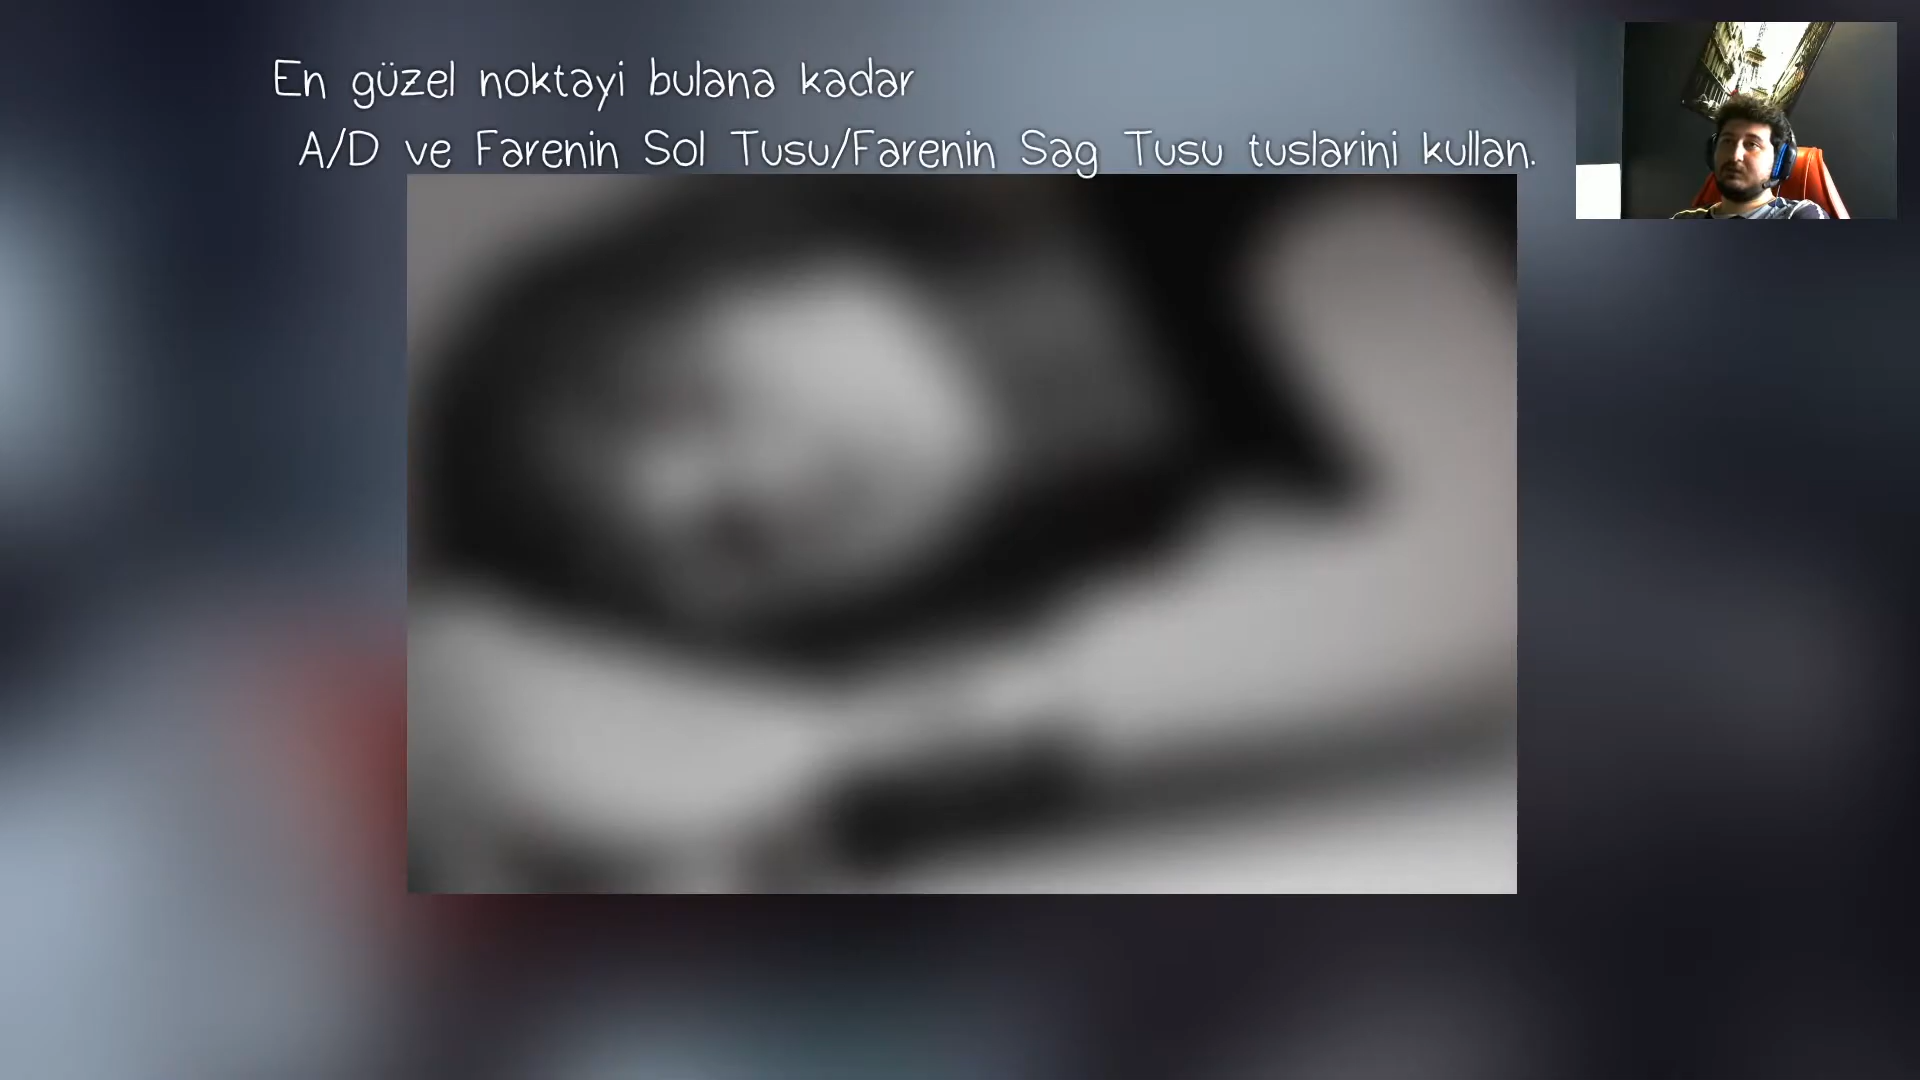 En güzel noktayi bulana kadar
A/D ve Farenin Sol Tusu/Farenin Sag Tusu tuslarini kullan.